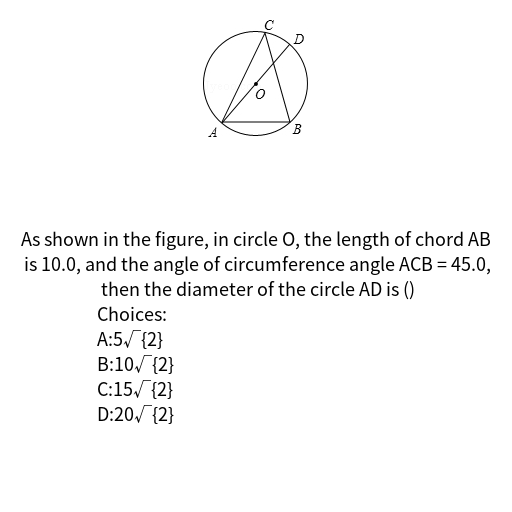 C
D
O
A
B
As shown in the figure, in circle O, the length of chord AB
is 10.0, and the angle of circumference angle ACB = 45.0,
then the diameter of the circle AD is ()
Choices:
A:5√{2}
B:10√{2}
C:15√{2}
D:20√{2}